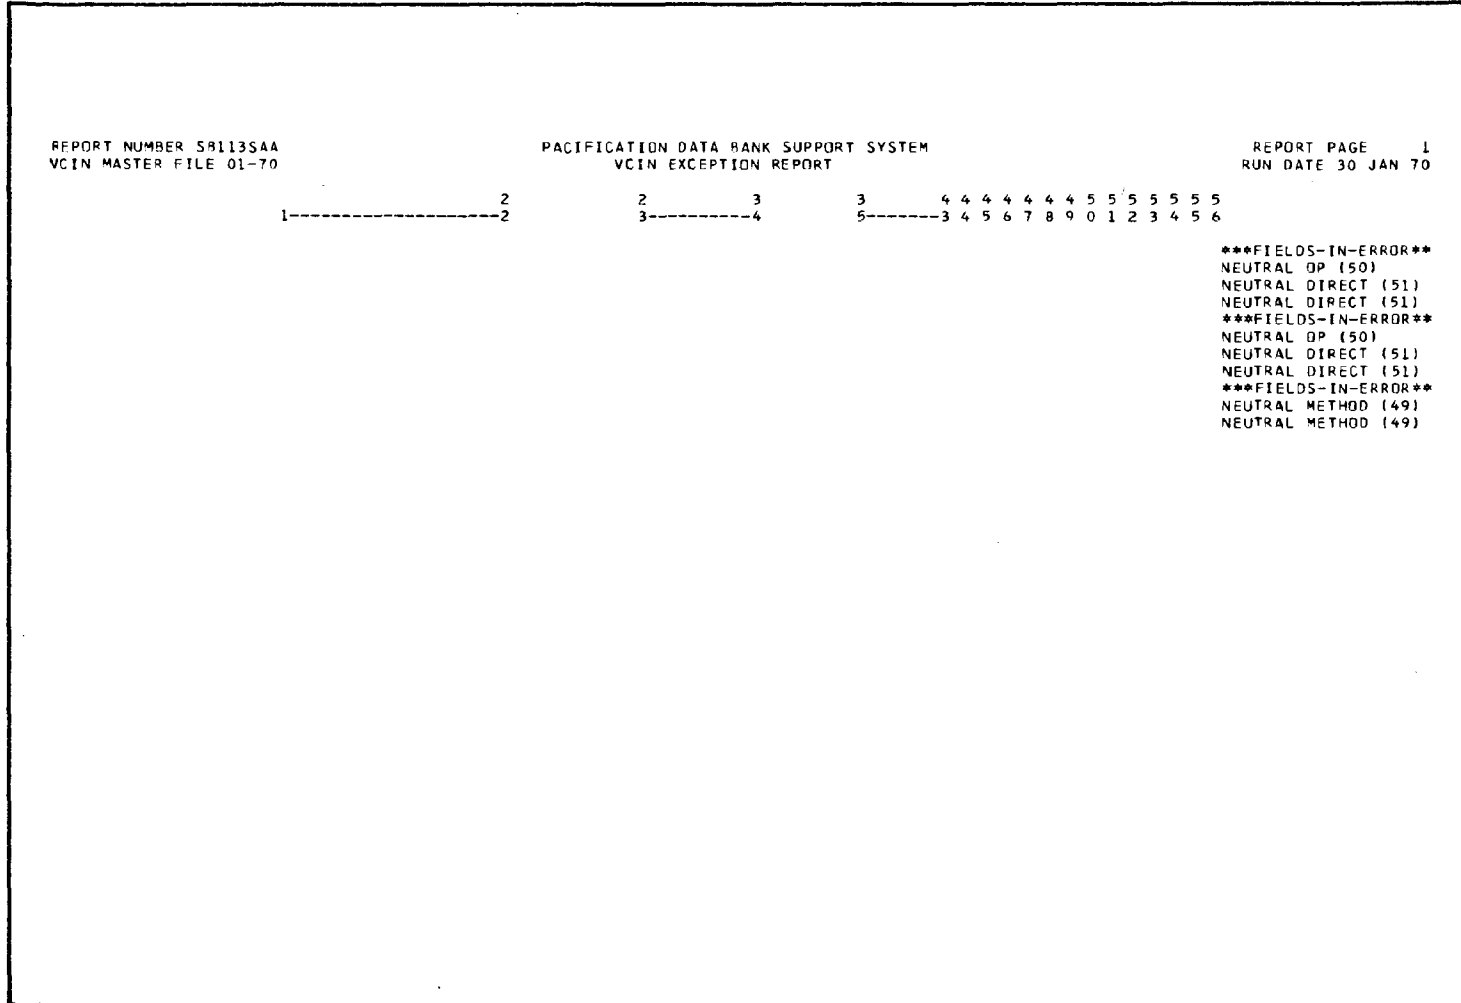 REPORT NUMBER SB113SAA PACIFICATION DATA BANK SUPPORT SYSTEM REPORT PAGE 1
VCIN MASTER FILE 01-70 VCIN EXCEPTION REPORT RUN DATE 30 JAN 70
2 2 3 3 4 4 4 4 4 4 4 5 5 5 5 5 5 5
1--------------------2 3----------4 5-------3 4 5 6 7 8 9 0 1 2 3 4 5 6
***FIELDS-IN-ERROR**
NEUTRAL OP (50)
NEUTRAL DIRECT (51)
NEUTRAL DIRECT (51)
***FIELDS-IN-ERROR**
NEUTRAL OP (50)
NEUTRAL DIRECT (51)
NEUTRAL DIRECT (51)
***FIELDS-IN-ERROR**
NEUTRAL METHOD (49)
NEUTRAL METHOD (49)